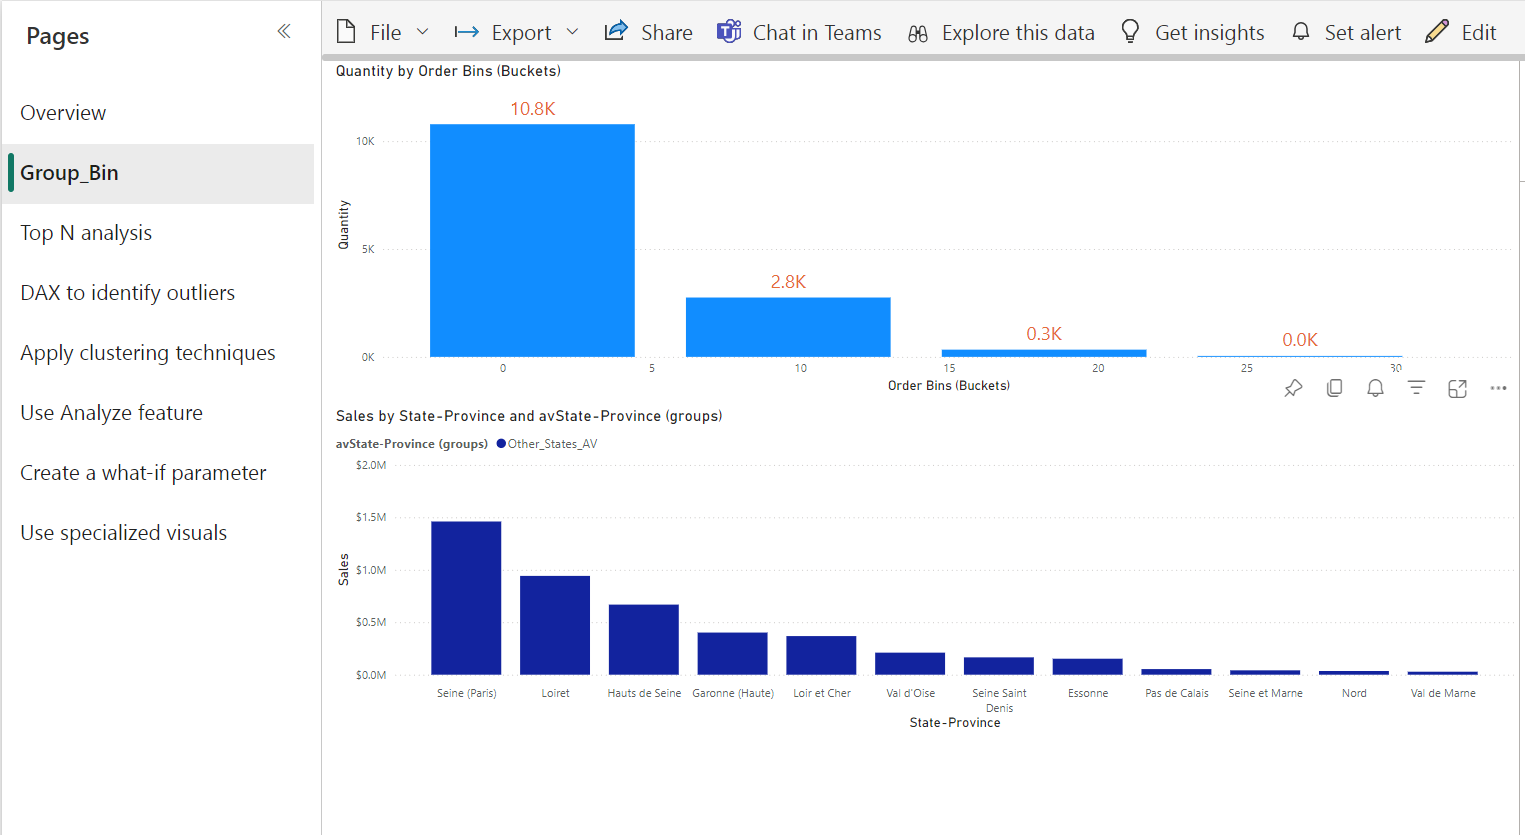 Pages
Overview
Group_Bin
Top N analysis
DAX to identify outliers
Apply clustering techniques
Use Analyze feature
Create a what-if parameter
Use specialized visuals
File Export Share Chat in Teams Explore this data Get insights Set alert Edit
Quantity by Order Bins (Buckets)
10.8K
2.8K
0.3K
0.0K
10K
5K
0K
Quantity
0 5 10 15 20 25 30
Order Bins (Buckets)
Sales by State-Province and avState-Province (groups)
avState-Province (groups) Other_States_AV
$2.0M
$1.5M
$1.0M
$0.5M
$0.0M
Sales
Seine (Paris) Loiret Hauts de Seine Garonne (Haute) Loir et Cher Val d'Oise Seine Saint Essonne Pas de Calais Seine et Marne Nord Val de Marne
Denis
State-Province